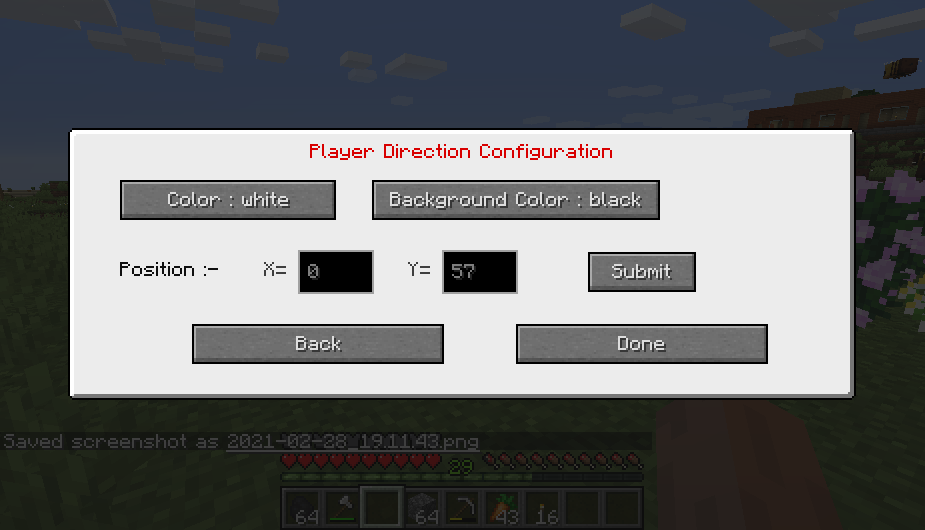 Player Direction Configuration
Color : white
Background Color : black
Position :- X= 0 Y= 57 Submit
Back
Done
Saved screenshot as 2021-02-28_19.11.43.png
29
64 64 43 16